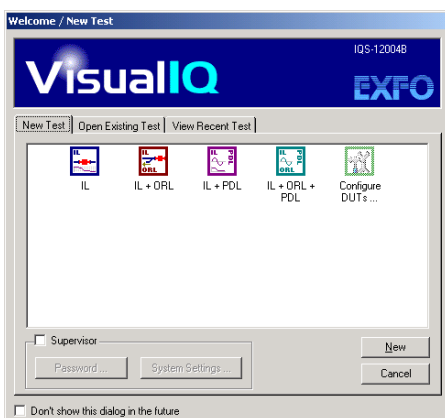 Welcome / New Test
IQS-12004B
VisualIQ
EXFO
New Test
Open Existing Test
View Recent Test
IL
IL ORL
IL PDL
IL PDL ORL
IL
IL + ORL
IL + PDL
IL + ORL + PDL
Configure DUTs ...
Supervisor
Password ...
System Settings ...
New
Cancel
Don't show this dialog in the future